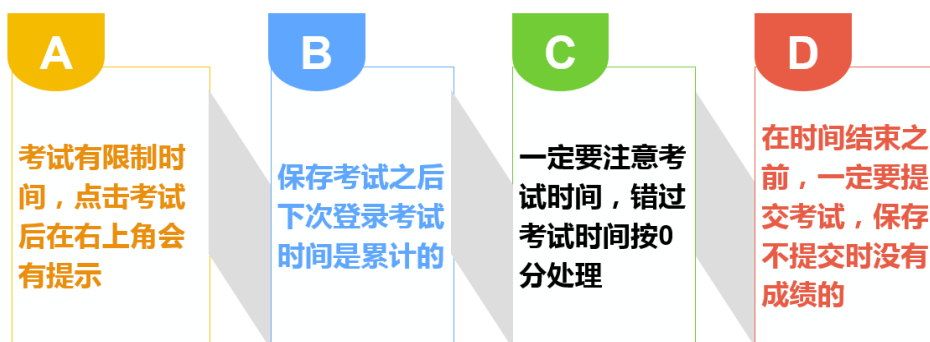 A
考试有限制时
间，点击考试
后在右上角会
有提示
B
保存考试之后
下次登录考试
时间是累计的
C
一定要注意考
试时间，错过
考试时间按0
分处理
D
在时间结束之
前，一定要提
交考试，保存
不提交时没有
成绩的